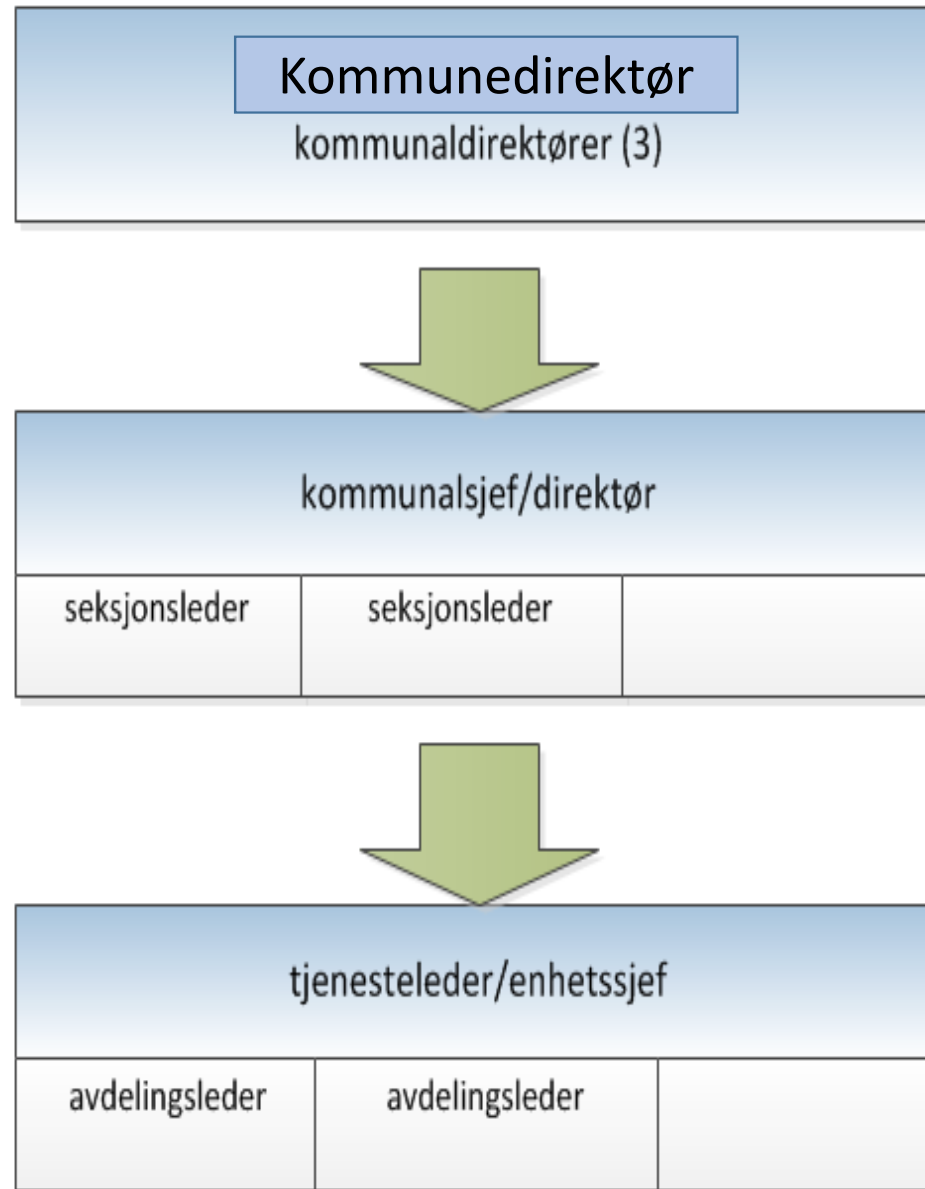 Kommunedirektør
kommunaldirektører (3)
kommunalsjef/direktør
seksjonsleder seksjonsleder
tjenesteleder/enhetssjef
avdelingsleder avdelingsleder